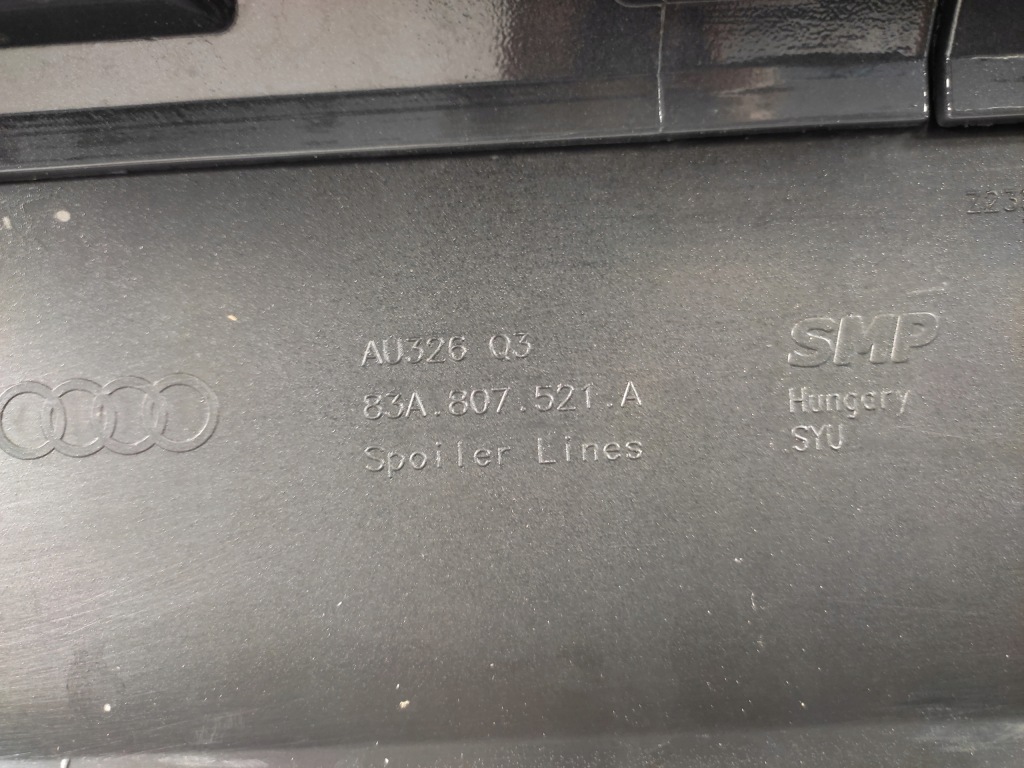 AU326 Q3
83A.807.521.A
Spoiler Lines
SMP
Hungary
SYU